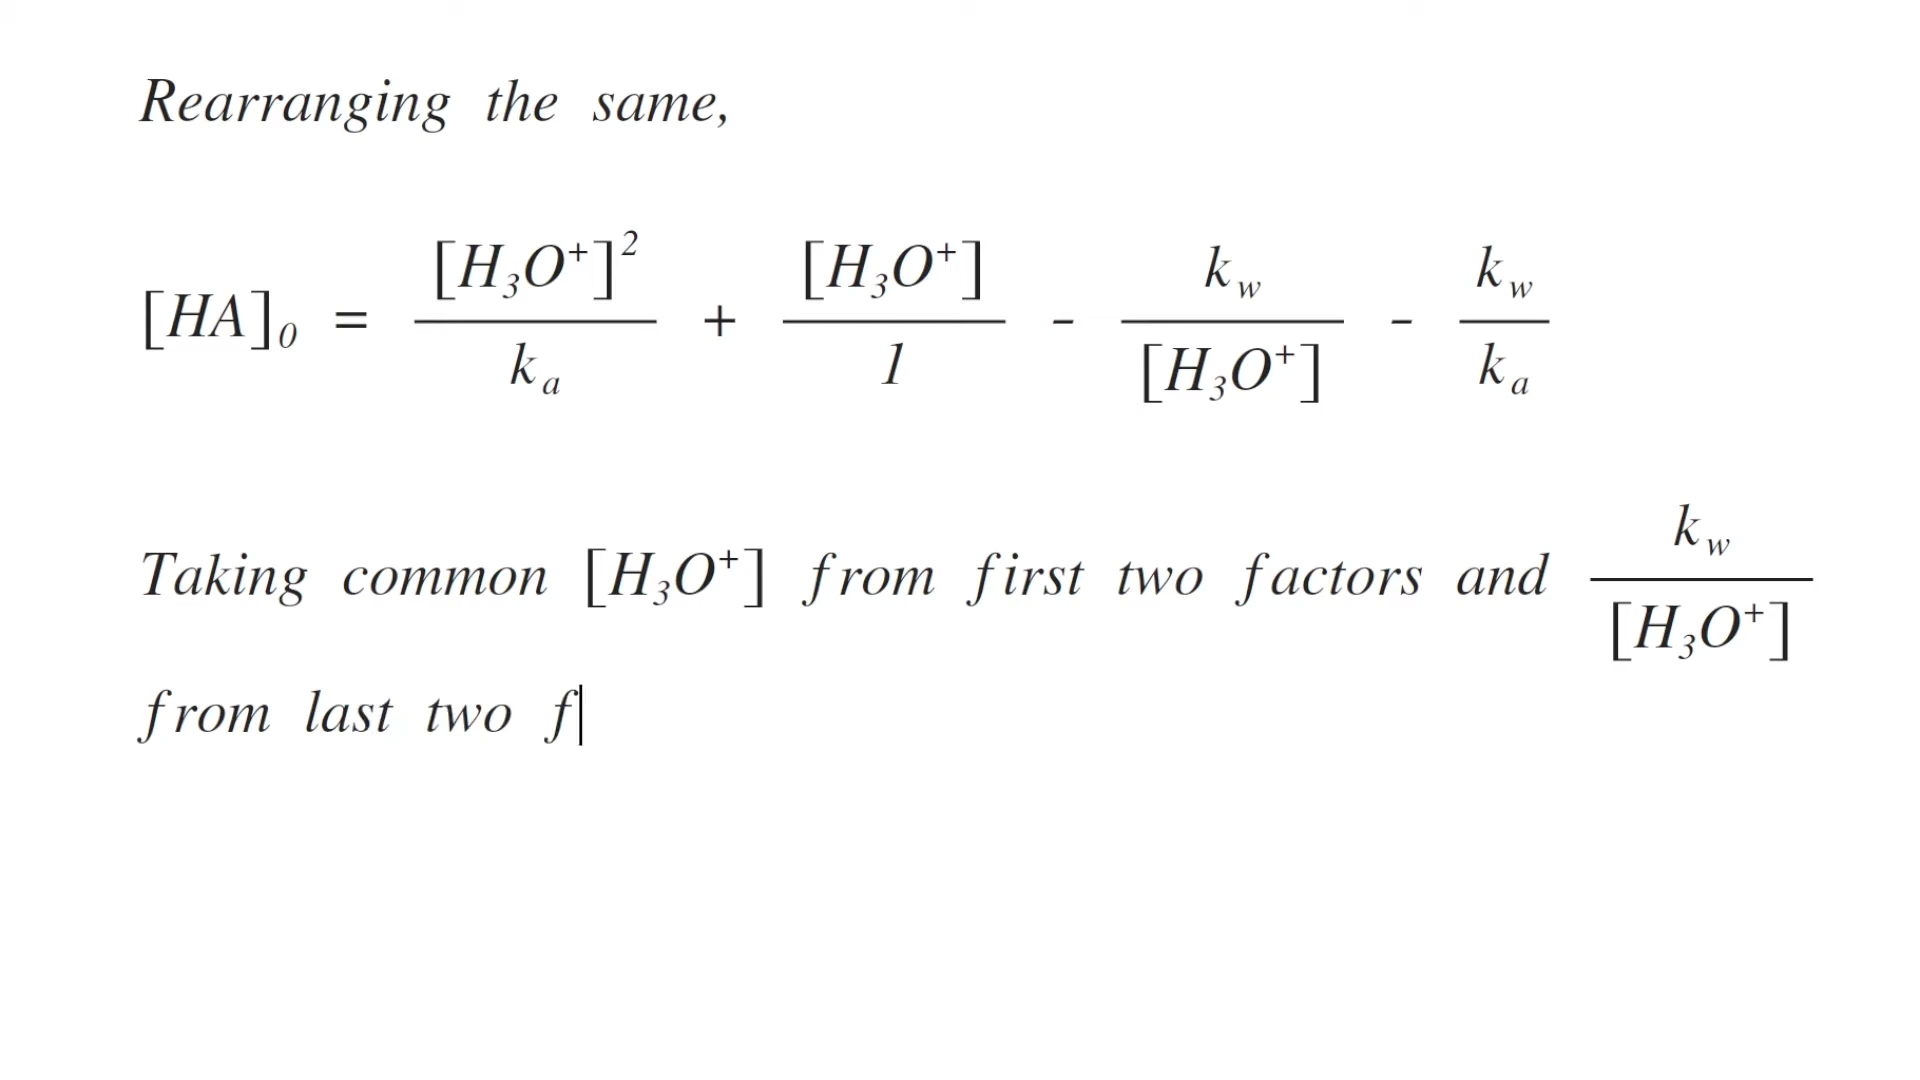 Rearranging the same,
[HA]₀ = [H₃O⁺]² / kₐ + [H₃O⁺] / 1 - k_w / [H₃O⁺] - k_w / kₐ
Taking common [H₃O⁺] from first two factors and k_w / [H₃O⁺]
from last two f